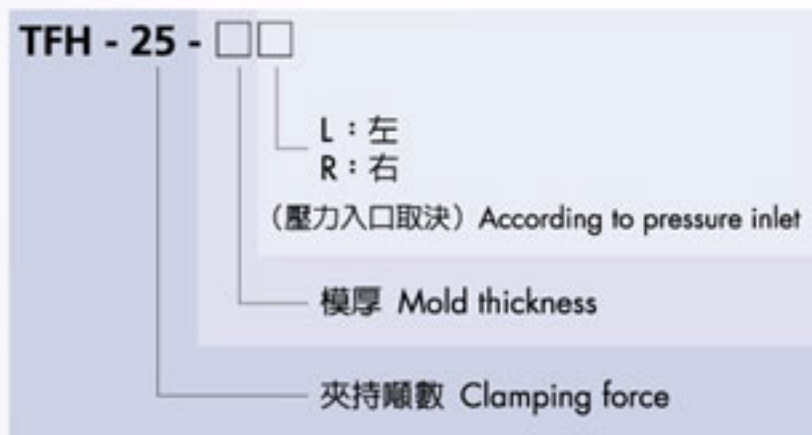 TFH - 25 - □□
L：左
R：右
（壓力入口取決）According to pressure inlet
模厚 Mold thickness
夾持順數 Clamping force